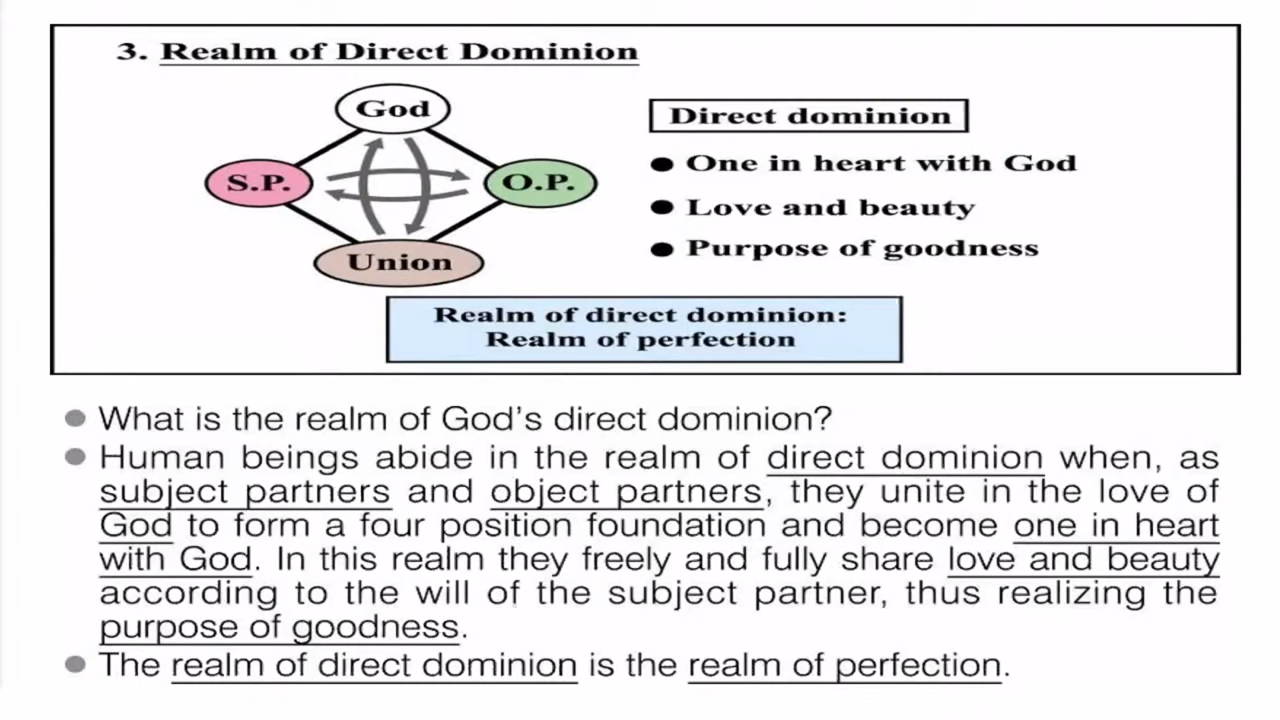 3. Realm of Direct Dominion
God
S.P.
O.P.
Union
Direct dominion
● One in heart with God
● Love and beauty
● Purpose of goodness
Realm of direct dominion:
Realm of perfection
● What is the realm of God's direct dominion?
● Human beings abide in the realm of direct dominion when, as
subject partners and object partners, they unite in the love of
God to form a four position foundation and become one in heart
with God. In this realm they freely and fully share love and beauty
according to the will of the subject partner, thus realizing the
purpose of goodness.
● The realm of direct dominion is the realm of perfection.